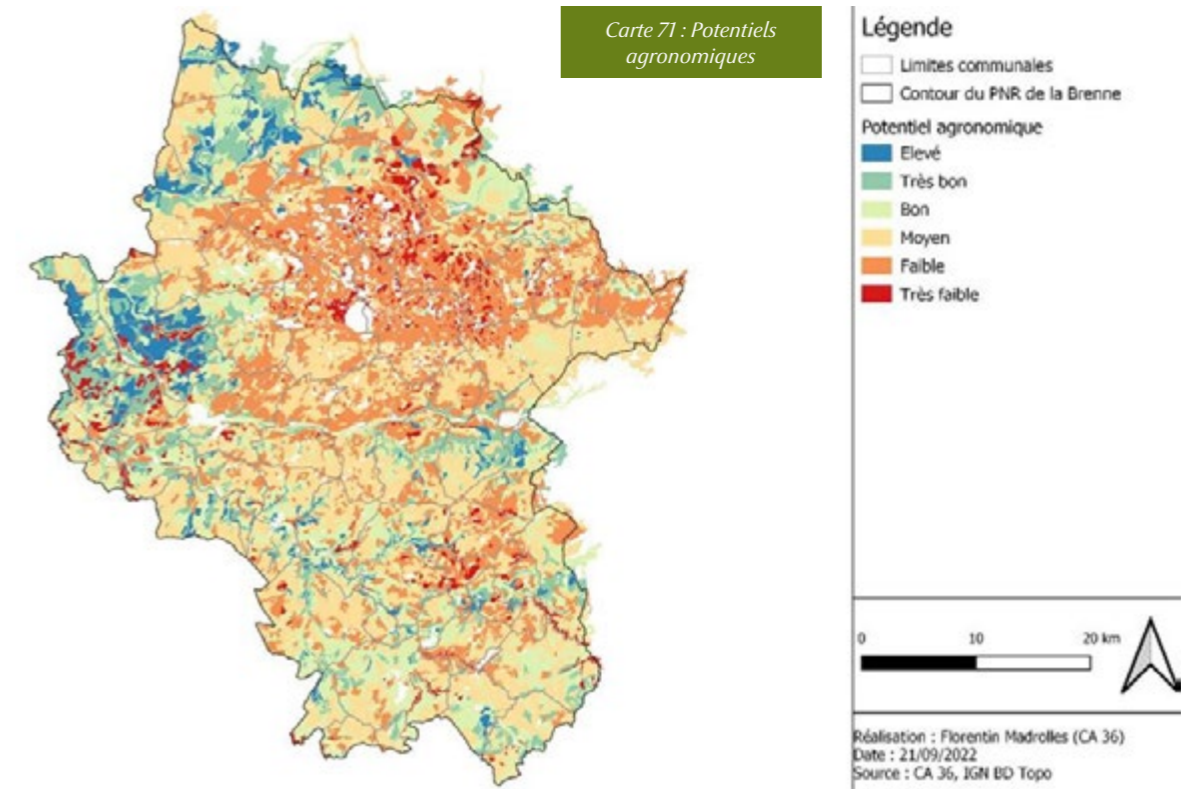 Carte 71 : Potentiels
agronomiques
Légende
Limites communales
Contour du PNR de la Brenne
Potentiel agronomique
Elevé
Très bon
Bon
Moyen
Faible
Très faible
0 10 20 km
Réalisation : Florentin Madrolles (CA 36)
Date : 21/09/2022
Source : CA 36, IGN BD Topo